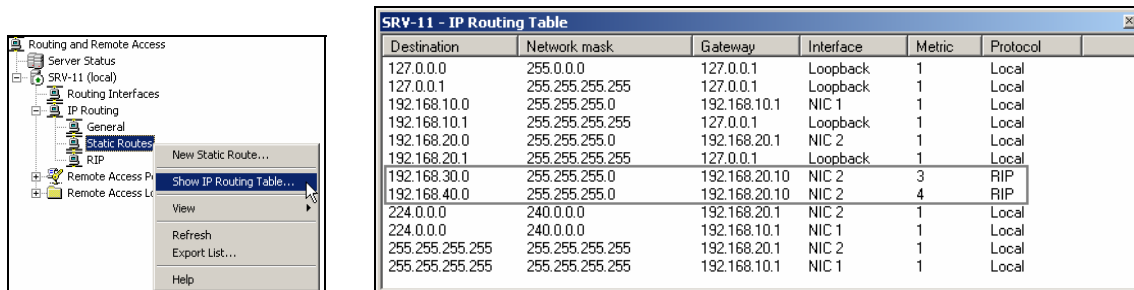 Routing and Remote Access
Server Status
SRV-11 (local)
Routing Interfaces
IP Routing
General
Static Routes
RIP
Remote Access
Remote Access
New Static Route...
Show IP Routing Table...
View
Refresh
Export List...
Help
SRV-11 - IP Routing Table
Destination Network mask Gateway Interface Metric Protocol
127.0.0.0 255.0.0.0 127.0.0.1 Loopback 1 Local
127.0.0.1 255.255.255.255 127.0.0.1 Loopback 1 Local
192.168.10.0 255.255.255.0 192.168.10.1 NIC 1 1 Local
192.168.10.1 255.255.255.255 127.0.0.1 Loopback 1 Local
192.168.20.0 255.255.255.0 192.168.20.1 NIC 2 1 Local
192.168.20.1 255.255.255.255 127.0.0.1 Loopback 1 Local
192.168.30.0 255.255.255.0 192.168.20.10 NIC 2 3 RIP
192.168.40.0 255.255.255.0 192.168.20.10 NIC 2 4 RIP
224.0.0.0 240.0.0.0 192.168.20.1 NIC 2 1 Local
224.0.0.0 240.0.0.0 192.168.10.1 NIC 1 1 Local
255.255.255.255 255.255.255.255 192.168.20.1 NIC 2 1 Local
255.255.255.255 255.255.255.255 192.168.10.1 NIC 1 1 Local